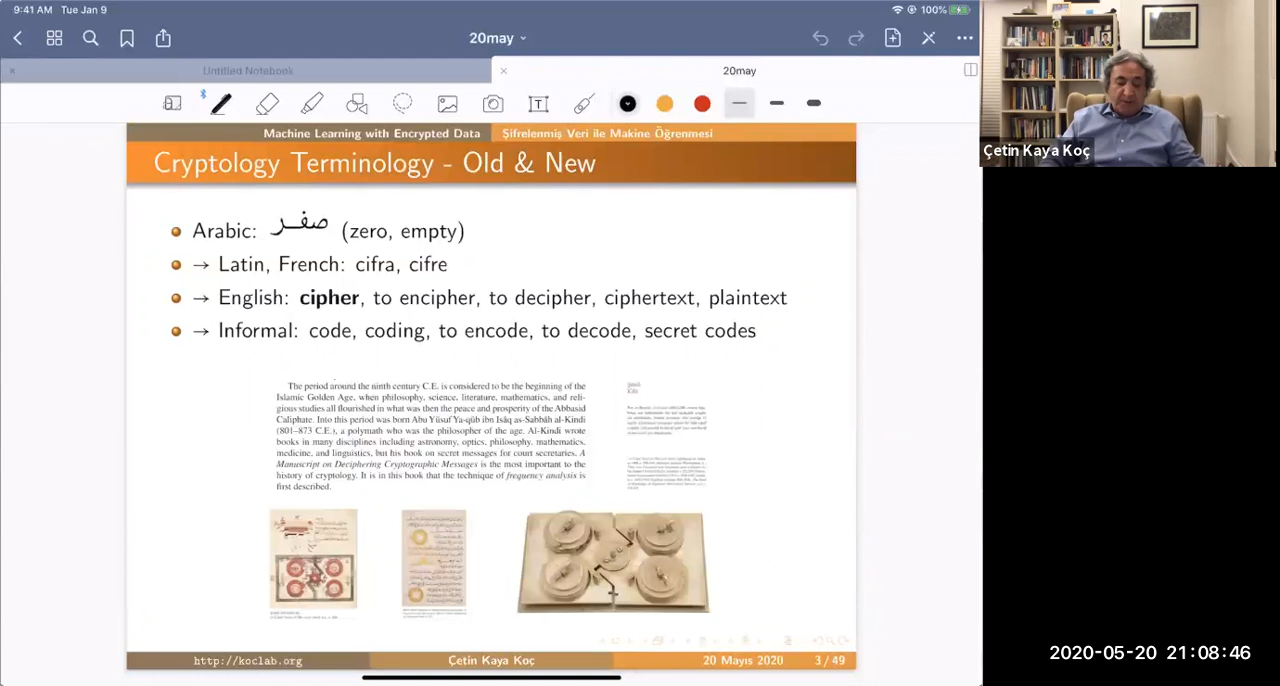 9:41 AM Tue Jan 9
100%
20may
Untitled Notebook
20may
Machine Learning with Encrypted Data
Şifrelenmiş Veri ile Makine Öğrenmesi
Cryptology Terminology - Old & New
Arabic: صفر (zero, empty)
→ Latin, French: cifra, cifre
→ English: cipher, to encipher, to decipher, ciphertext, plaintext
→ Informal: code, coding, to encode, to decode, secret codes
The period around the ninth century C.E. is considered to be the beginning of the
Islamic Golden Age, when philosophy, science, literature, mathematics, and reli-
gious studies all flourished in what was then the peace and prosperity of the Abbasid
Caliphate. Into this period was born Abu Yūsuf Ya-qūb ibn Isāq as-Sabbāh al-Kindi
(801–873 C.E.), a polymath who was the philosopher of the age. Al-Kindi wrote
books in many disciplines including astronomy, optics, philosophy, mathematics,
medicine, and linguistics, but his book on secret messages for court secretaries. A
Manuscript on Deciphering Cryptographic Messages is the most important to the
history of cryptology. It is in this book that the technique of frequency analysis is
first described.
http://koclab.org
Çetin Kaya Koç
20 Mayıs 2020
3 / 49
Çetin Kaya Koç
2020-05-20 21:08:46